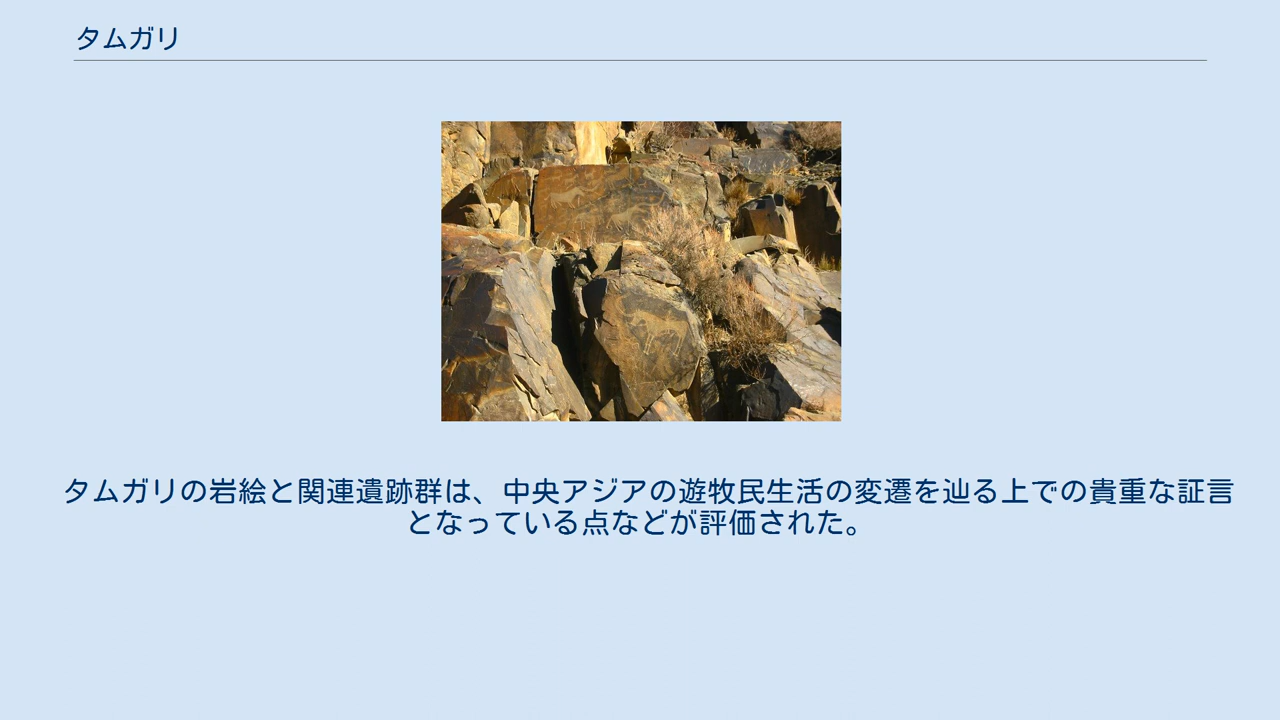 タムガリ
タムガリの岩絵と関連遺跡群は、中央アジアの遊牧民生活の変遷を辿る上での貴重な証言
となっている点などが評価された。